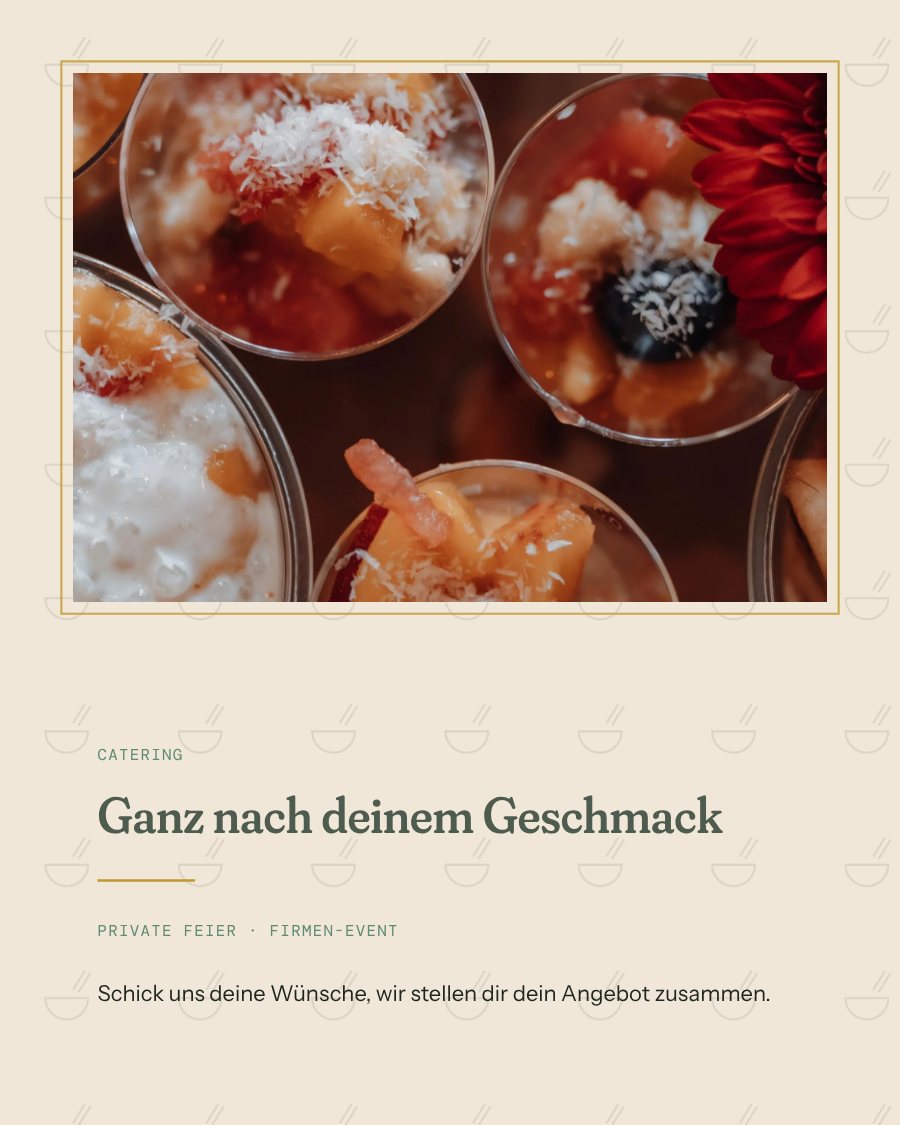 CATERING
Ganz nach deinem Geschmack
PRIVATE FEIER · FIRMEN-EVENT
Schick uns deine Wünsche, wir stellen dir dein Angebot zusammen.